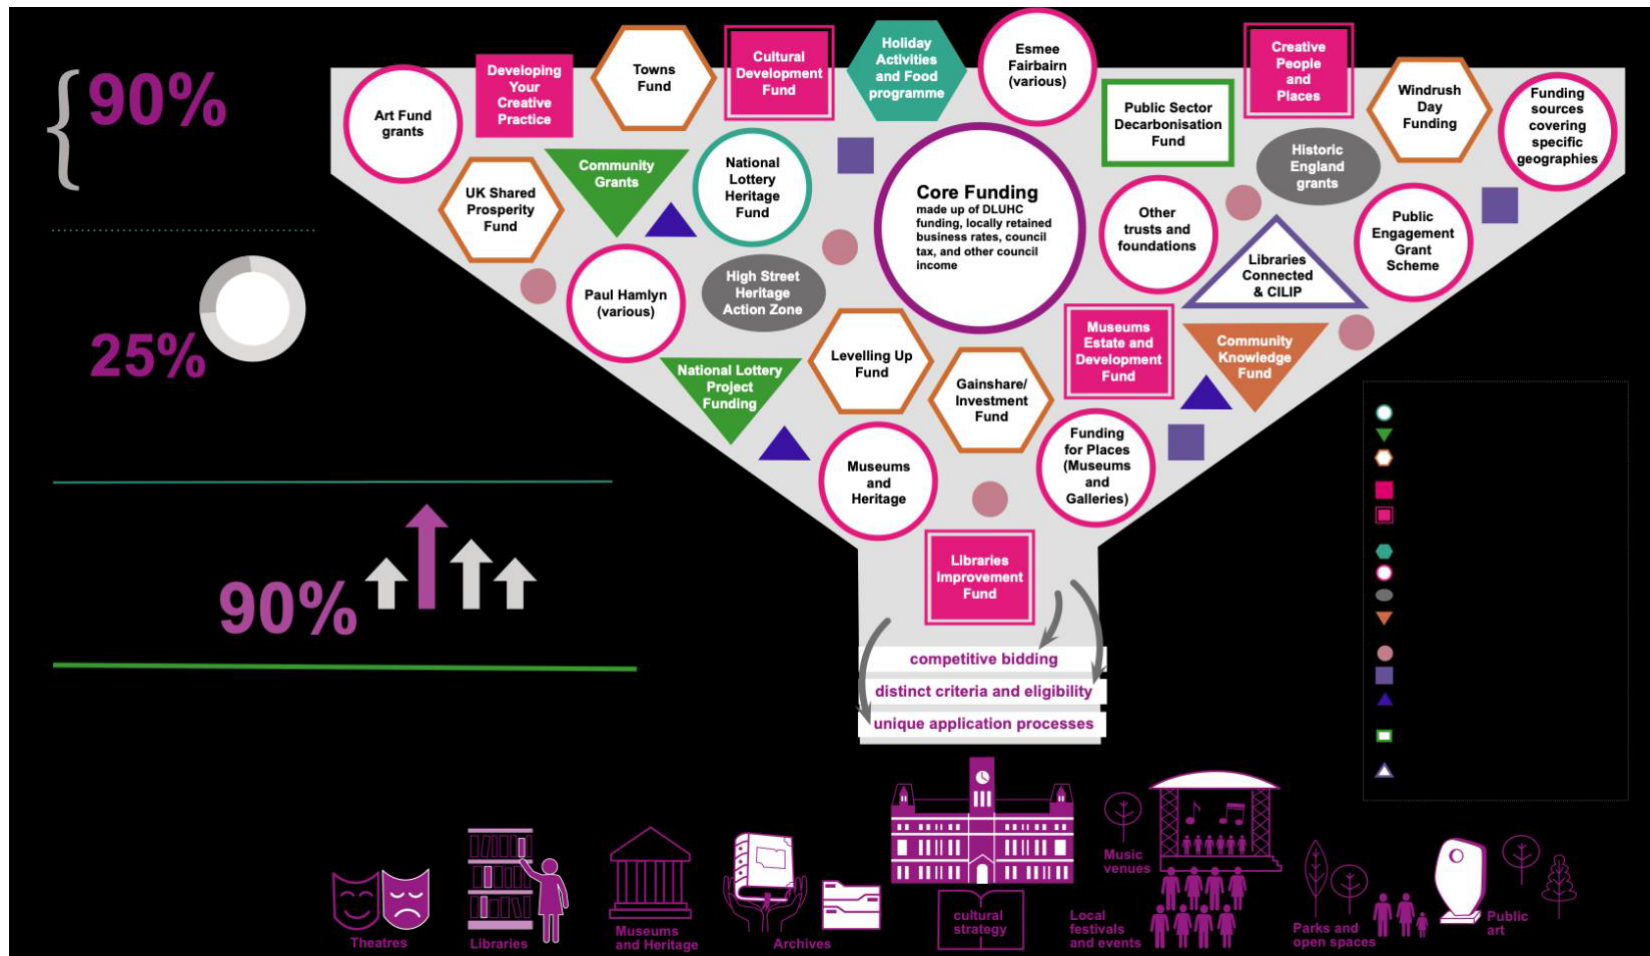 90%
25%
90%
Art Fund
grants
Developing
Your
Creative
Practice
Towns
Fund
Cultural
Development
Fund
Holiday
Activities
and Food
programme
Esmee
Fairbairn
(various)
Public Sector
Decarbonisation
Fund
Creative
People
and
Places
Windrush
Day
Funding
Funding
sources
covering
specific
geographies
UK Shared
Prosperity
Fund
Community
Grants
National
Lottery
Heritage
Fund
Core Funding
made up of DLUHC
funding, locally retained
business rates, council
tax, and other council
income
Historic
England
grants
Other
trusts and
foundations
Public
Engagement
Grant
Scheme
Paul Hamlyn
(various)
High Street
Heritage
Action Zone
Libraries
Connected
& CILIP
Museums
Estate and
Development
Fund
Community
Knowledge
Fund
National Lottery
Project
Funding
Levelling Up
Fund
Gainshare/
Investment
Fund
Museums
and
Heritage
Funding
for Places
(Museums
and
Galleries)
Libraries
Improvement
Fund
competitive bidding
distinct criteria and eligibility
unique application processes
Theatres
Libraries
Museums
and Heritage
Archives
cultural
strategy
Music
venues
Local
festivals
and events
Parks and
open spaces
Public
art